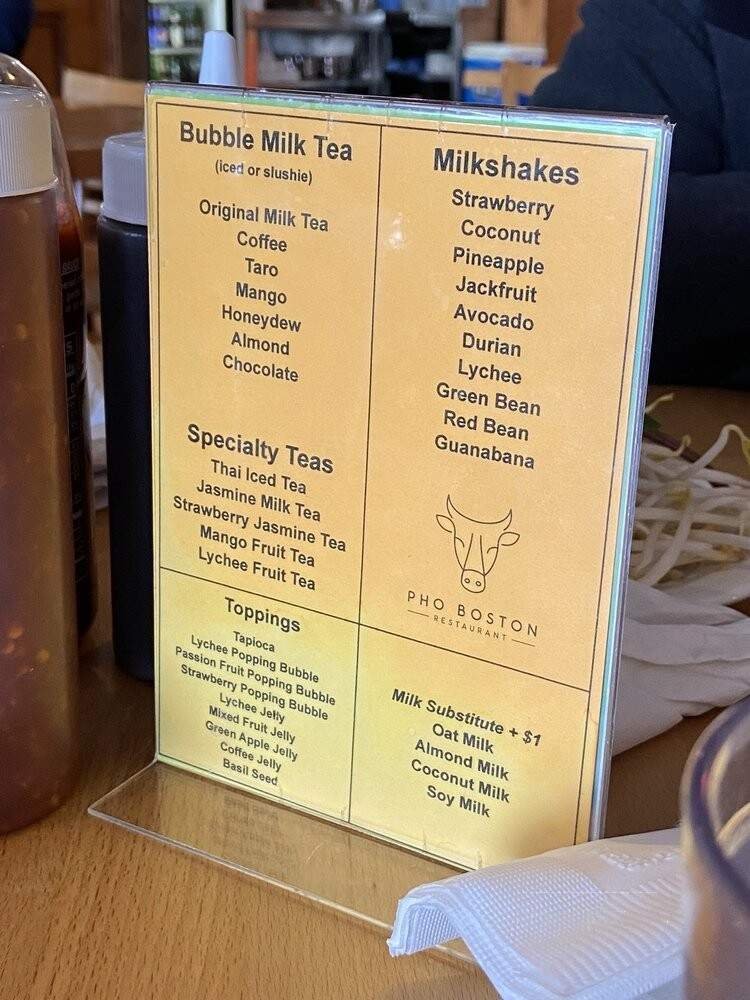 Bubble Milk Tea
(iced or slushie)
Original Milk Tea
Coffee
Taro
Mango
Honeydew
Almond
Chocolate
Specialty Teas
Thai Iced Tea
Jasmine Milk Tea
Strawberry Jasmine Tea
Mango Fruit Tea
Lychee Fruit Tea
Toppings
Tapioca
Lychee Popping Bubble
Passion Fruit Popping Bubble
Strawberry Popping Bubble
Lychee Jelly
Mixed Fruit Jelly
Green Apple Jelly
Coffee Jelly
Basil Seed
Milkshakes
Strawberry
Coconut
Pineapple
Jackfruit
Avocado
Durian
Lychee
Green Bean
Red Bean
Guanabana
PHO BOSTON
RESTAURANT
Milk Substitute + $1
Oat Milk
Almond Milk
Coconut Milk
Soy Milk